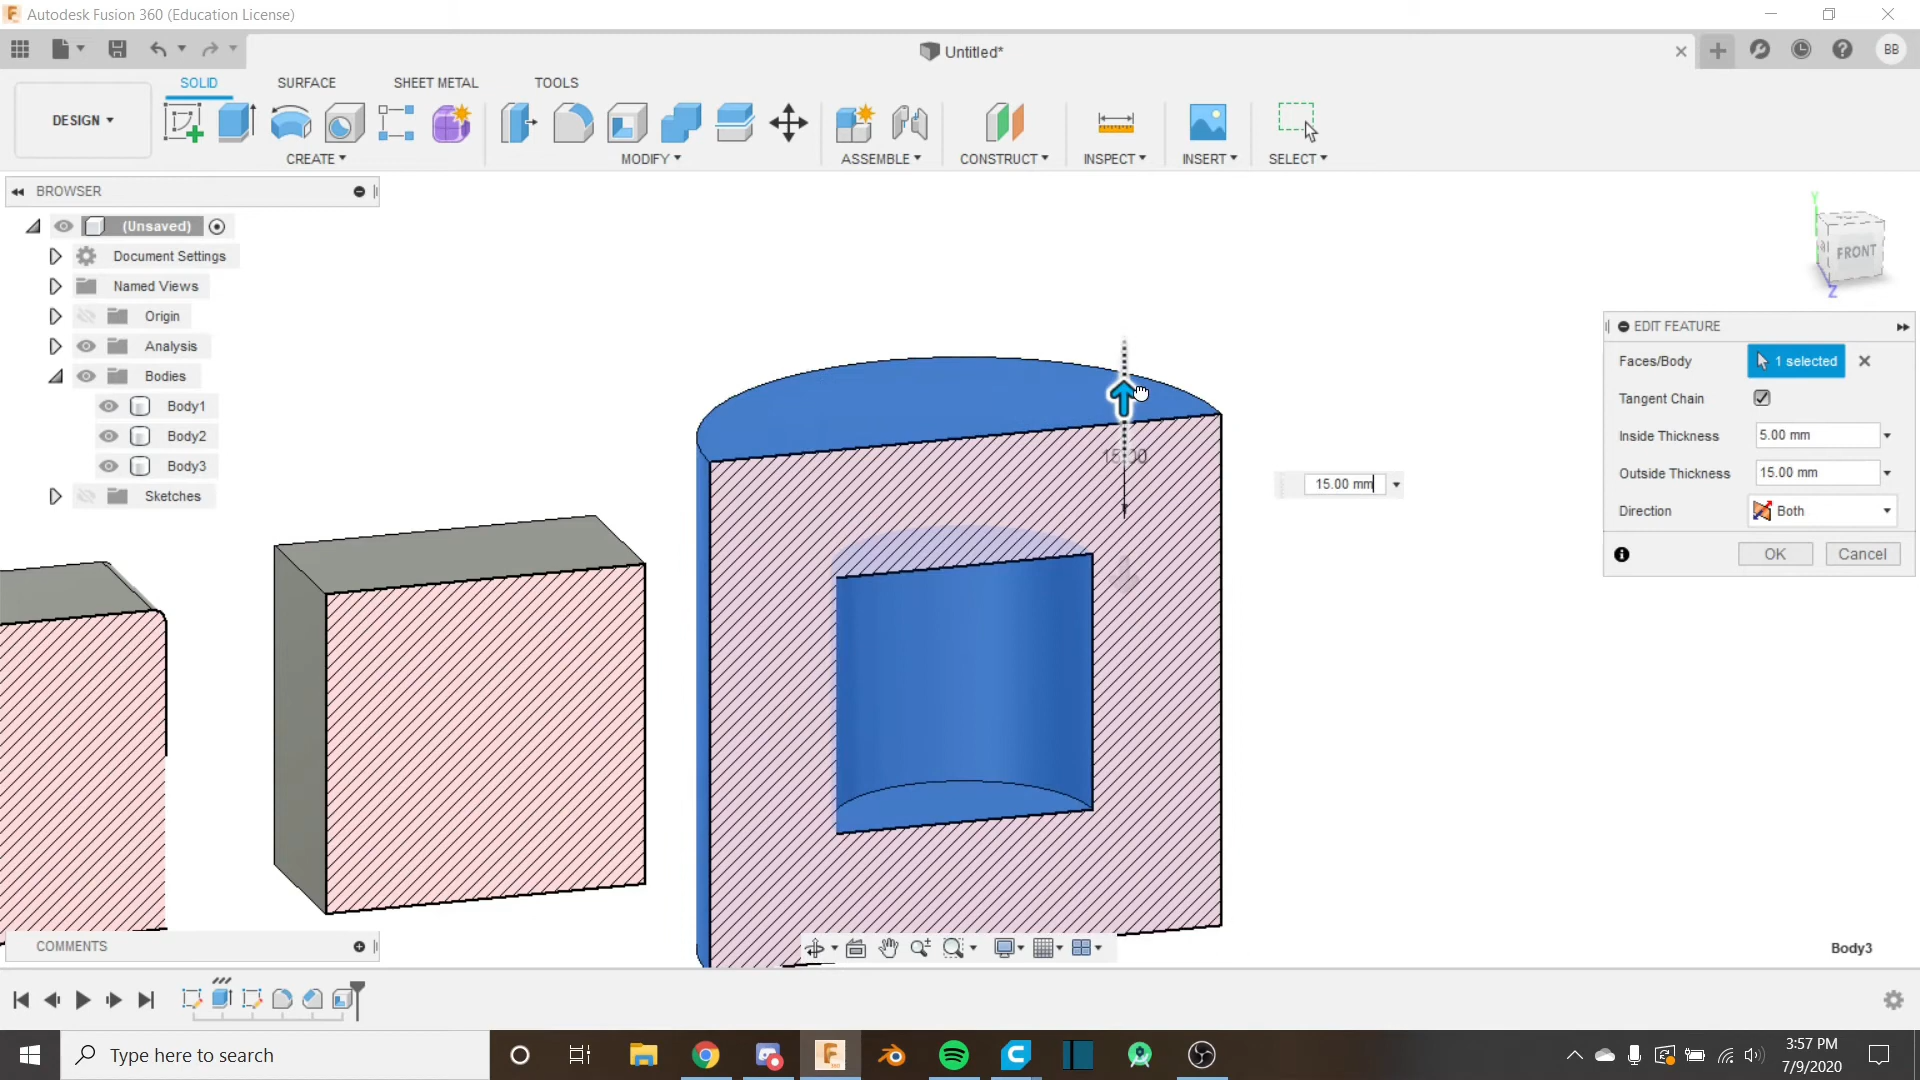 Autodesk Fusion 360 (Education License)
Untitled*
BB
DESIGN
SOLID
SURFACE
SHEET METAL
TOOLS
CREATE
MODIFY
ASSEMBLE
CONSTRUCT
INSPECT
INSERT
SELECT
BROWSER
(Unsaved)
Document Settings
Named Views
Origin
Analysis
Bodies
Body1
Body2
Body3
Sketches
Y
FRONT
Z
EDIT FEATURE
Faces/Body
1 selected
Tangent Chain
Inside Thickness
5.00 mm
Outside Thickness
15.00 mm
Direction
Both
OK
Cancel
15.00
15.00 mm
COMMENTS
Body3
Type here to search
3:57 PM
7/9/2020